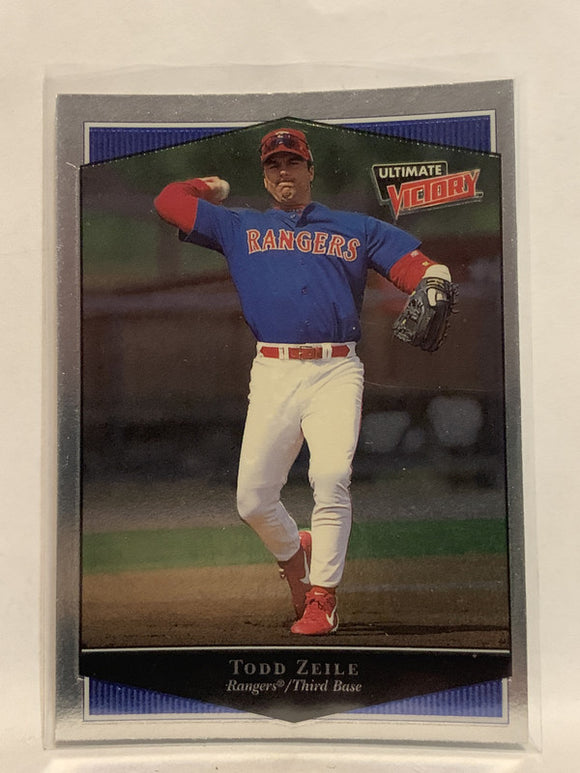 ULTIMATE
VICTORY
RANGERS
TODD ZEILE
Rangers®/Third Base